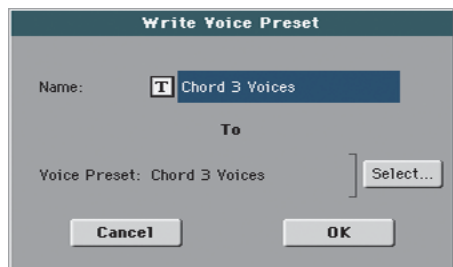 Write Voice Preset
Name: T Chord 3 Voices
To
Voice Preset: Chord 3 Voices Select...
Cancel OK